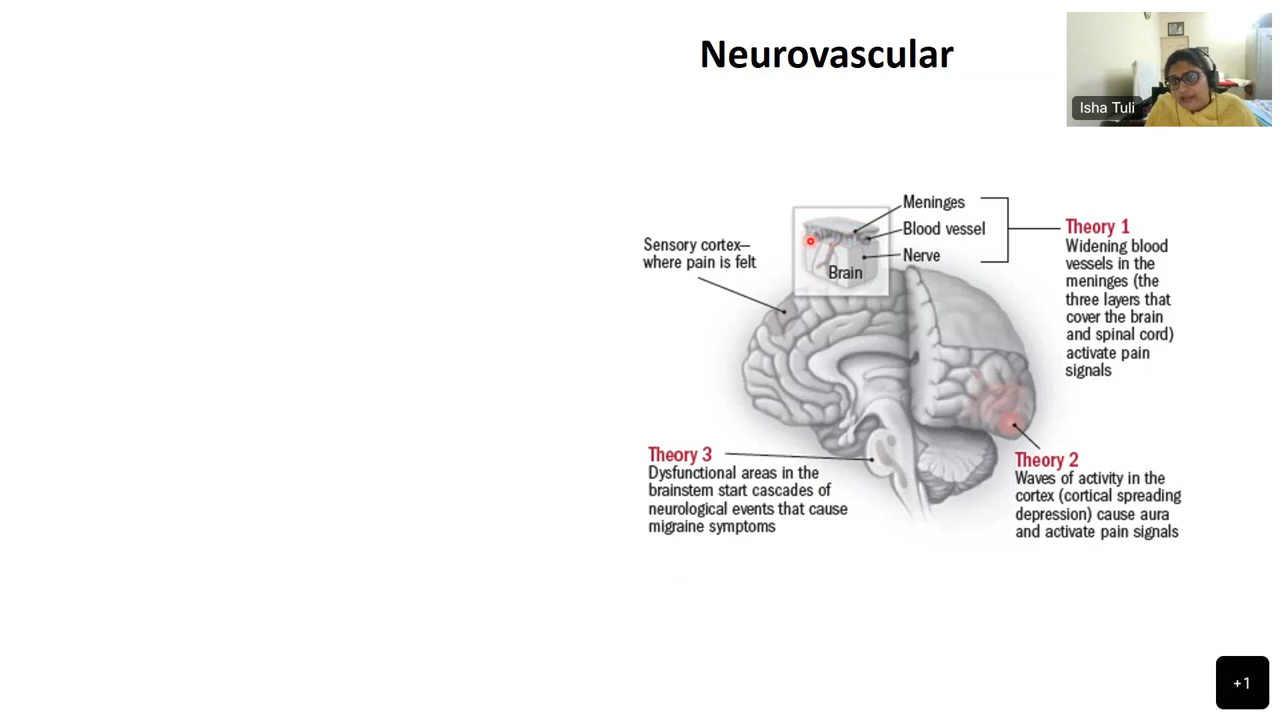 Neurovascular
Isha Tuli
Meninges
Blood vessel
Nerve
Brain
Sensory cortex—
where pain is felt
Theory 1
Widening blood
vessels in the
meninges (the
three layers that
cover the brain
and spinal cord)
activate pain
signals
Theory 3
Dysfunctional areas in the
brainstem start cascades of
neurological events that cause
migraine symptoms
Theory 2
Waves of activity in the
cortex (cortical spreading
depression) cause aura
and activate pain signals
+1